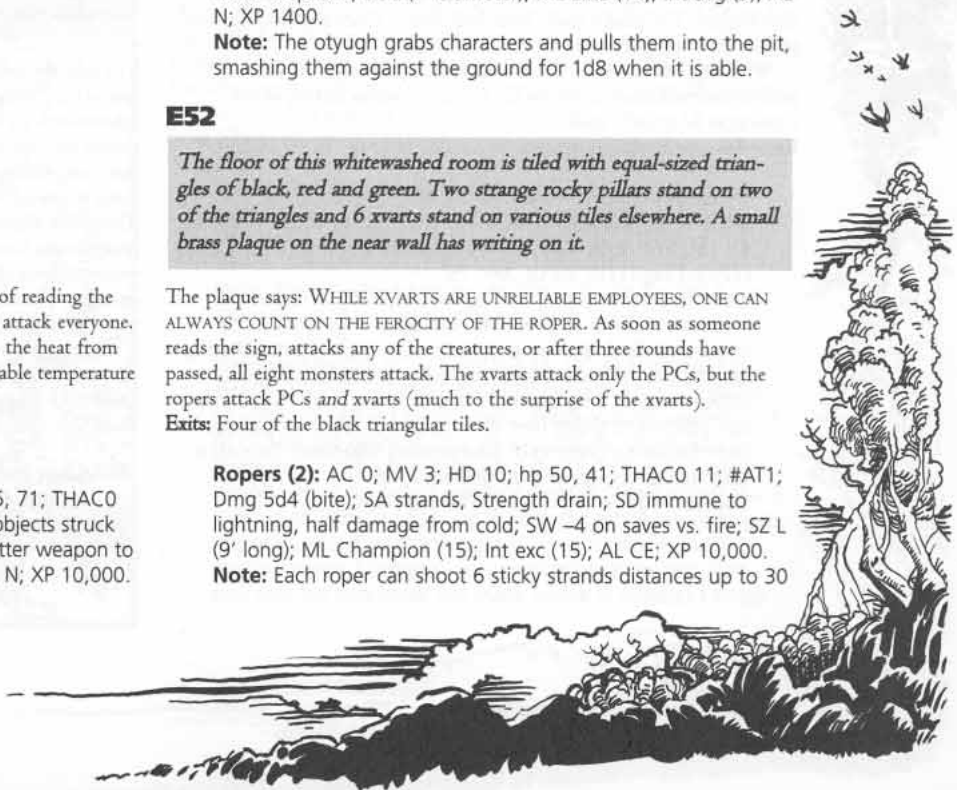 N; XP 1400.
Note: The otyugh grabs characters and pulls them into the pit,
smashing them against the ground for 1d8 when it is able.
E52
The floor of this whitewashed room is tiled with equal-sized trian-
gles of black, red and green. Two strange rocky pillars stand on two
of the triangles and 6 xvarts stand on various tiles elsewhere. A small
brass plaque on the near wall has writing on it.
of reading the
attack everyone.
the heat from
able temperature
5, 71; THAC0
objects struck
tter weapon to
N; XP 10,000.
The plaque says: WHILE XVARTS ARE UNRELIABLE EMPLOYEES, ONE CAN
ALWAYS COUNT ON THE FEROCITY OF THE ROPER. As soon as someone
reads the sign, attacks any of the creatures, or after three rounds have
passed, all eight monsters attack. The xvarts attack only the PCs, but the
ropers attack PCs and xvarts (much to the surprise of the xvarts).
Exits: Four of the black triangular tiles.
Ropers (2): AC 0; MV 3; HD 10; hp 50, 41; THAC0 11; #AT1;
Dmg 5d4 (bite); SA strands, Strength drain; SD immune to
lightning, half damage from cold; SW –4 on saves vs. fire; SZ L
(9' long); ML Champion (15); Int exc (15); AL CE; XP 10,000.
Note: Each roper can shoot 6 sticky strands distances up to 30